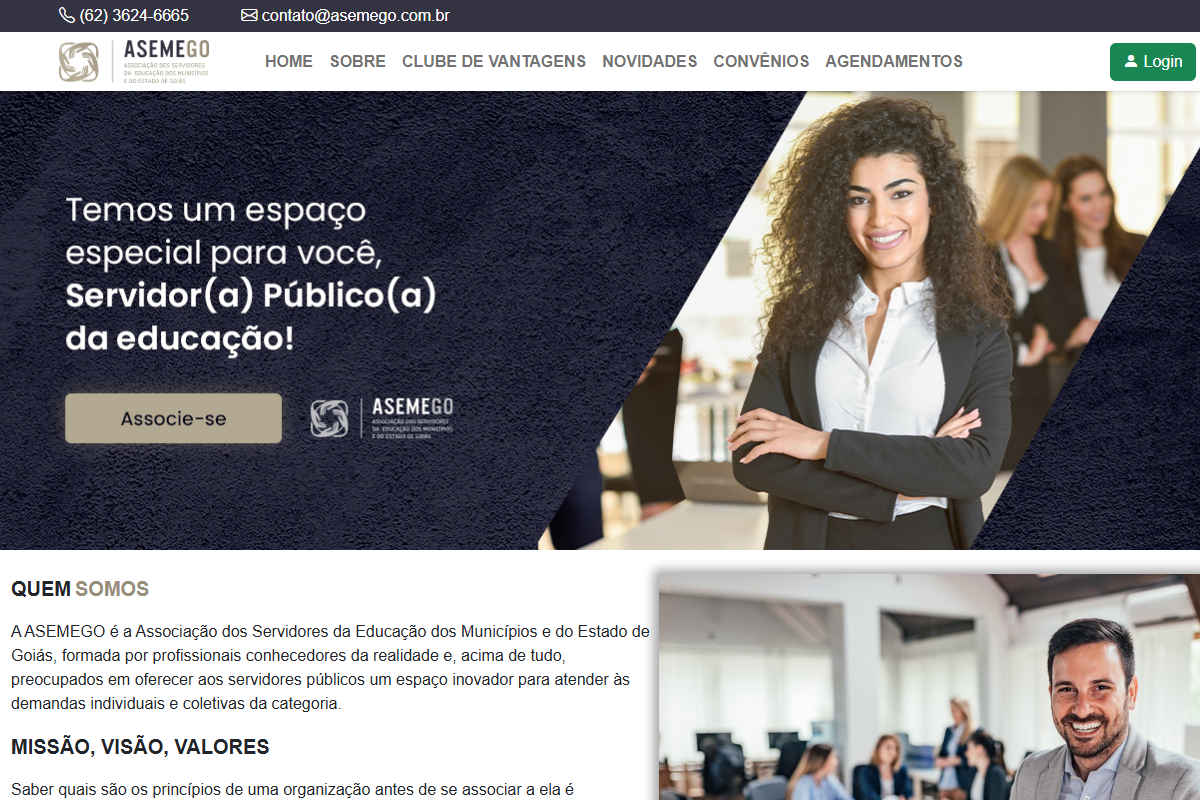 (62) 3624-6665 contato@asemego.com.br
ASEMEGO
ASSOCIAÇÃO DOS SERVIDORES
DA EDUCAÇÃO DOS MUNICÍPIOS
E DO ESTADO DE GOIÁS
HOME SOBRE CLUBE DE VANTAGENS NOVIDADES CONVÊNIOS AGENDAMENTOS
Login
Temos um espaço
especial para você,
Servidor(a) Público(a)
da educação!
Associe-se
ASEMEGO
ASSOCIAÇÃO DOS SERVIDORES
DA EDUCAÇÃO DOS MUNICÍPIOS
E DO ESTADO DE GOIÁS
QUEM SOMOS
A ASEMEGO é a Associação dos Servidores da Educação dos Municípios e do Estado de
Goiás, formada por profissionais conhecedores da realidade e, acima de tudo,
preocupados em oferecer aos servidores públicos um espaço inovador para atender às
demandas individuais e coletivas da categoria.
MISSÃO, VISÃO, VALORES
Saber quais são os princípios de uma organização antes de se associar a ela é